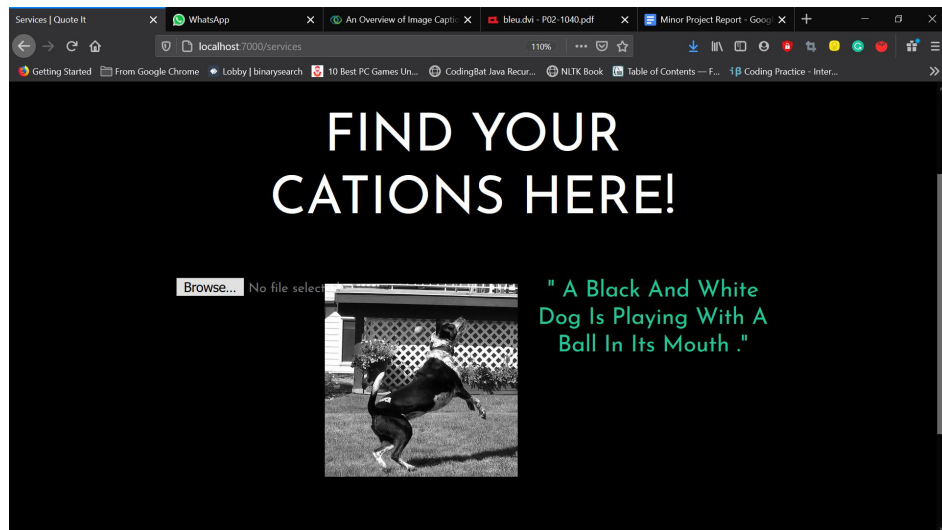 Services | Quote It
WhatsApp
An Overview of Image Captic
bleu.dvi - P02-1040.pdf
Minor Project Report - Googl
localhost:7000/services
110%
Getting Started
From Google Chrome
Lobby | binarysearch
10 Best PC Games Un...
CodingBat Java Recur...
NLTK Book
Table of Contents — F...
Coding Practice - Inter...
FIND YOUR
CATIONS HERE!
Browse... No file select
" A Black And White
Dog Is Playing With A
Ball In Its Mouth ."